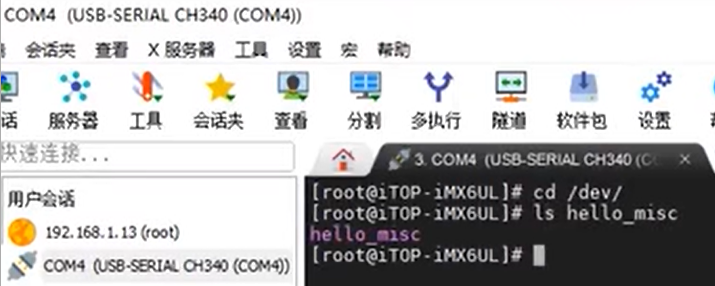 COM4 (USB-SERIAL CH340 (COM4))
会话夹 查看 X 服务器 工具 设置 宏 帮助
服务器 工具 会话夹 查看 分割 多执行 隧道 软件包 设置
快速连接...
3. COM4 (USB-SERIAL CH340 (C
用户会话
192.168.1.13 (root)
COM4 (USB-SERIAL CH340 (COM4))
[root@iTOP-iMX6UL]# cd /dev/
[root@iTOP-iMX6UL]# ls hello_misc
hello_misc
[root@iTOP-iMX6UL]#